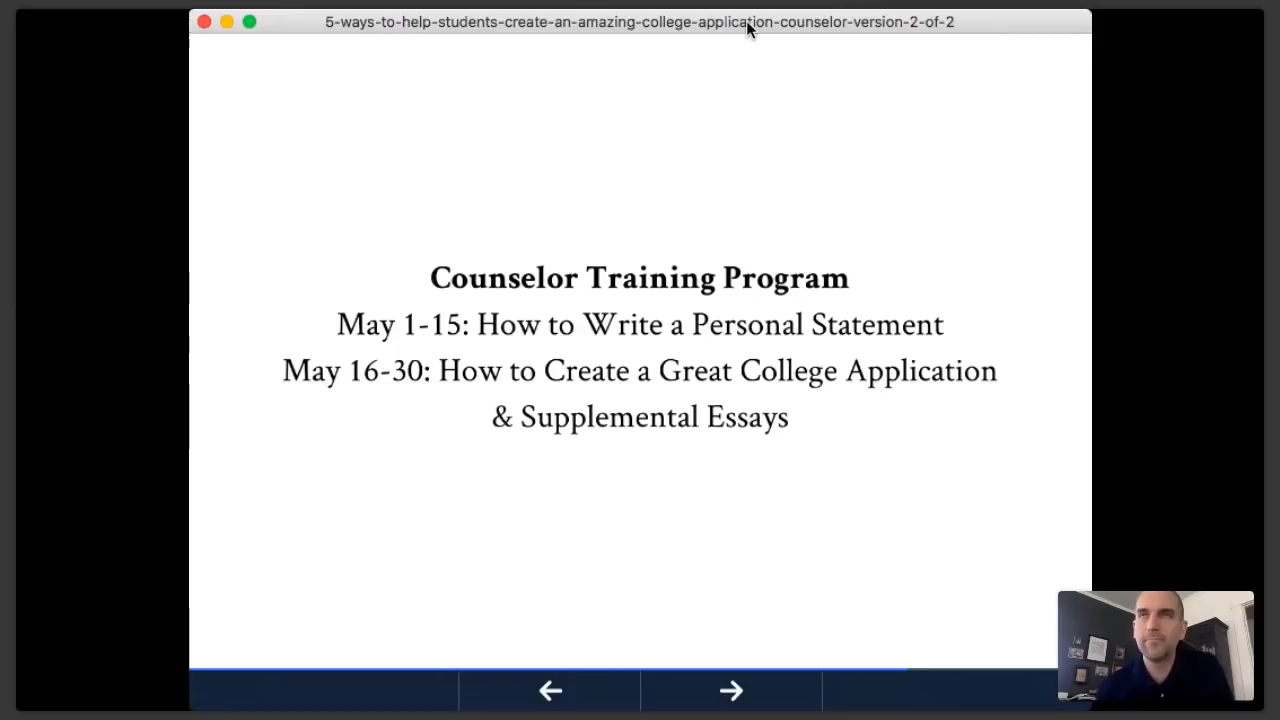 5-ways-to-help-students-create-an-amazing-college-application-counselor-version-2-of-2
Counselor Training Program
May 1-15: How to Write a Personal Statement
May 16-30: How to Create a Great College Application
& Supplemental Essays